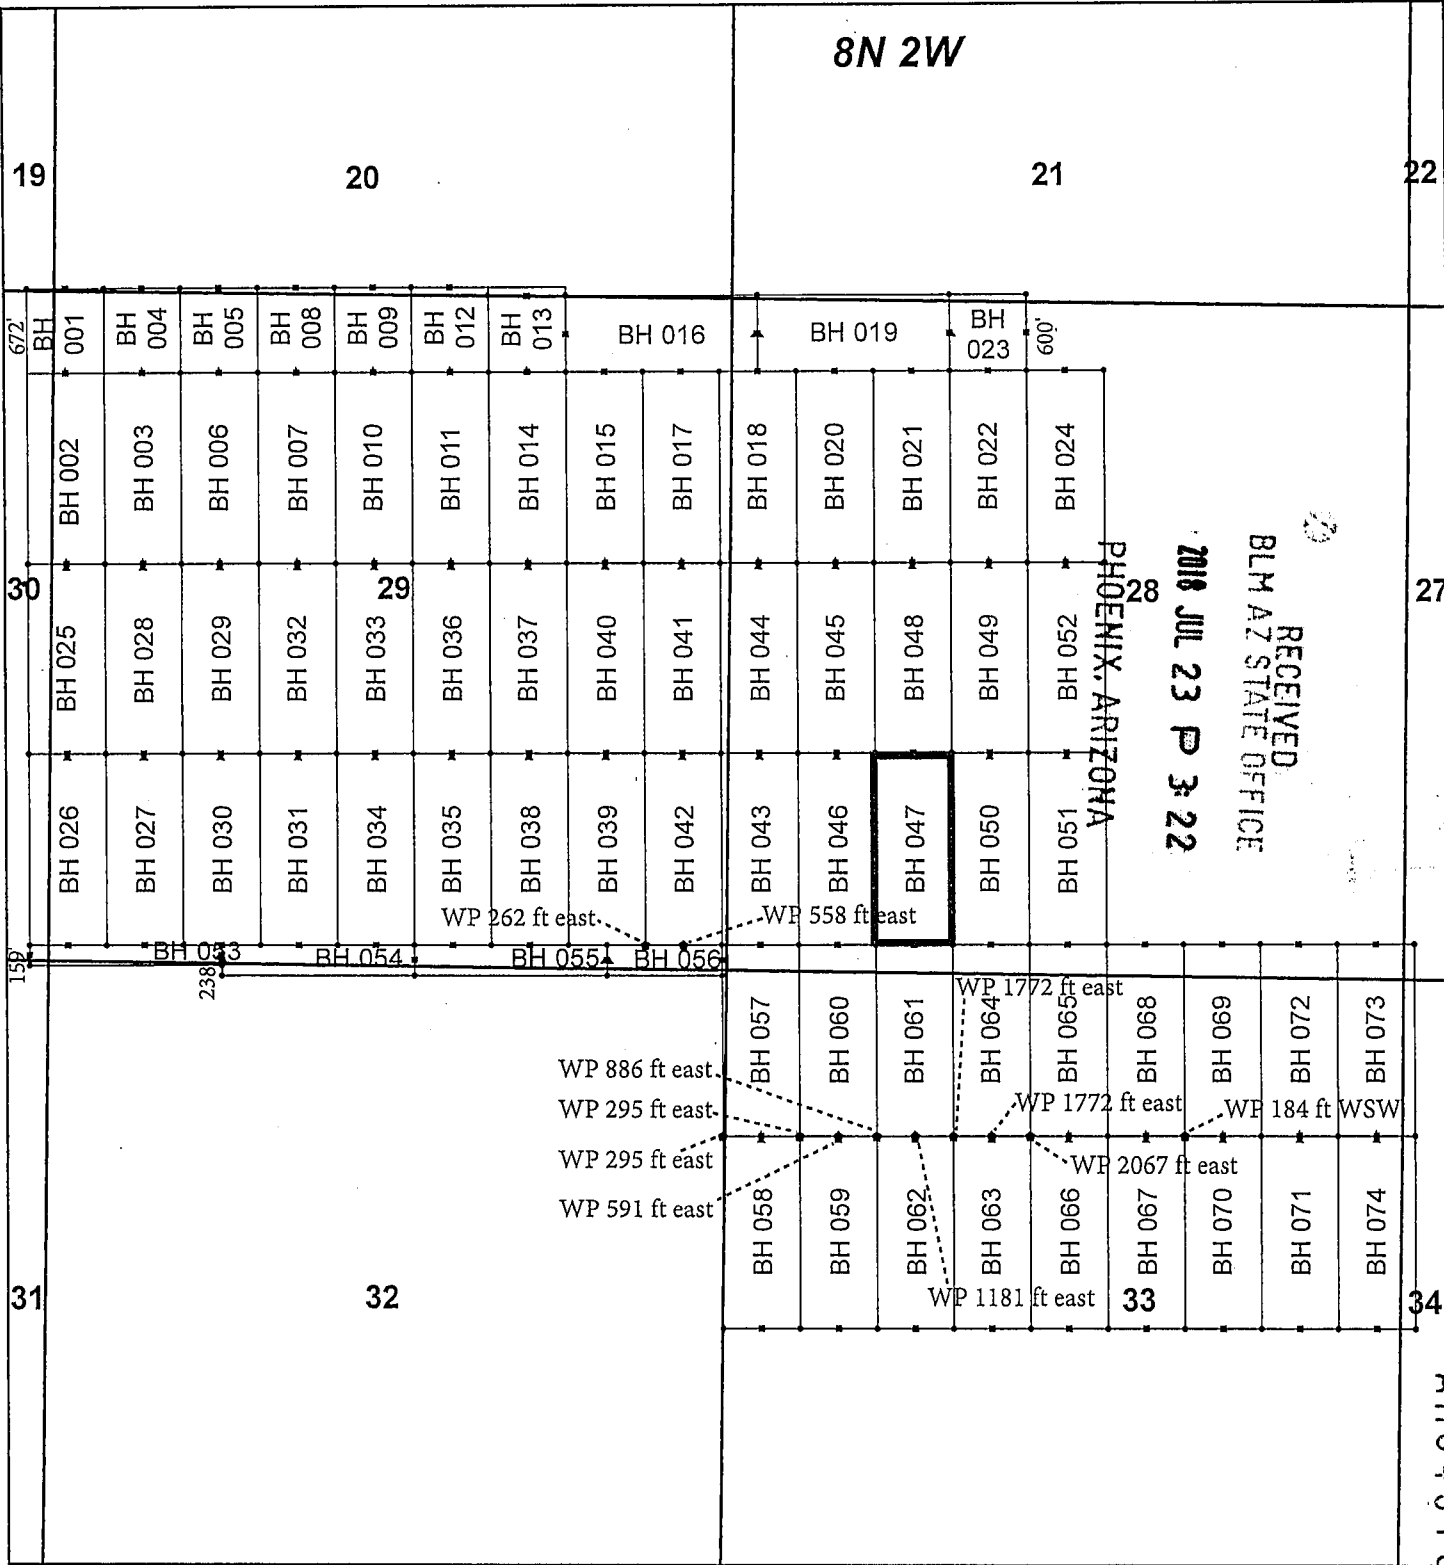 8N 2W
19
20
21
22
672'
BH 001
BH 004
BH 005
BH 008
BH 009
BH 012
BH 013
BH 016
BH 019
BH 023
600'
BH 002
BH 003
BH 006
BH 007
BH 010
BH 011
BH 014
BH 015
BH 017
BH 018
BH 020
BH 021
BH 022
BH 024
30
29
28
27
BH 025
BH 028
BH 029
BH 032
BH 033
BH 036
BH 037
BH 040
BH 041
BH 044
BH 045
BH 048
BH 049
BH 052
RECEIVED
BLM AZ STATE OFFICE
2018 JUL 23 P 3:22
PHOENIX, ARIZONA
BH 026
BH 027
BH 030
BH 031
BH 034
BH 035
BH 038
BH 039
BH 042
BH 043
BH 046
BH 047
BH 050
BH 051
WP 262 ft east
WP 558 ft east
159'
BH 053
238'
BH 054
BH 055
BH 056
WP 1772 ft east
BH 057
BH 060
BH 061
BH 064
BH 065
BH 068
BH 069
BH 072
BH 073
WP 886 ft east
WP 295 ft east
WP 1772 ft east
WP 184 ft WSW
WP 295 ft east
WP 2067 ft east
WP 591 ft east
BH 058
BH 059
BH 062
BH 063
BH 066
BH 067
BH 070
BH 071
BH 074
WP 1181 ft east
31
32
33
34